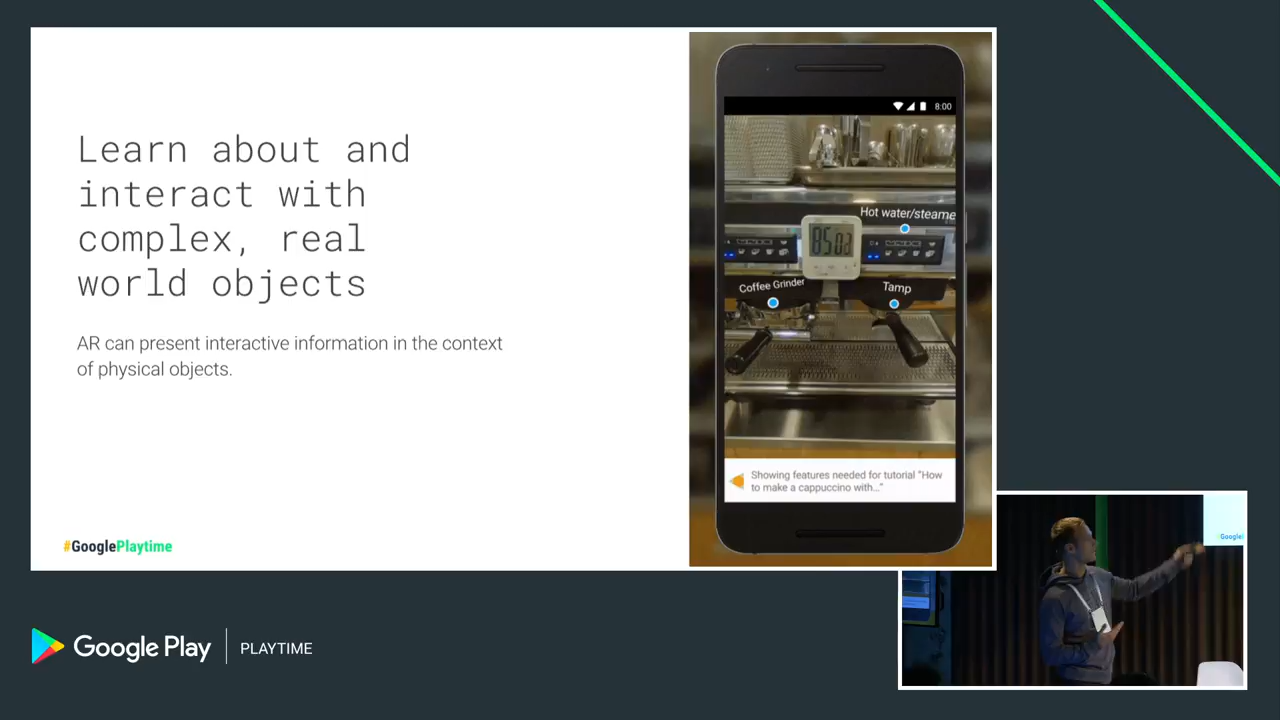 Learn about and
interact with
complex, real
world objects
AR can present interactive information in the context
of physical objects.
#GooglePlaytime
8:00
Hot water/steame
8502
Coffee Grinder
Tamp
Showing features needed for tutorial “How
to make a cappuccino with...”
#Googlel
Google Play
PLAYTIME